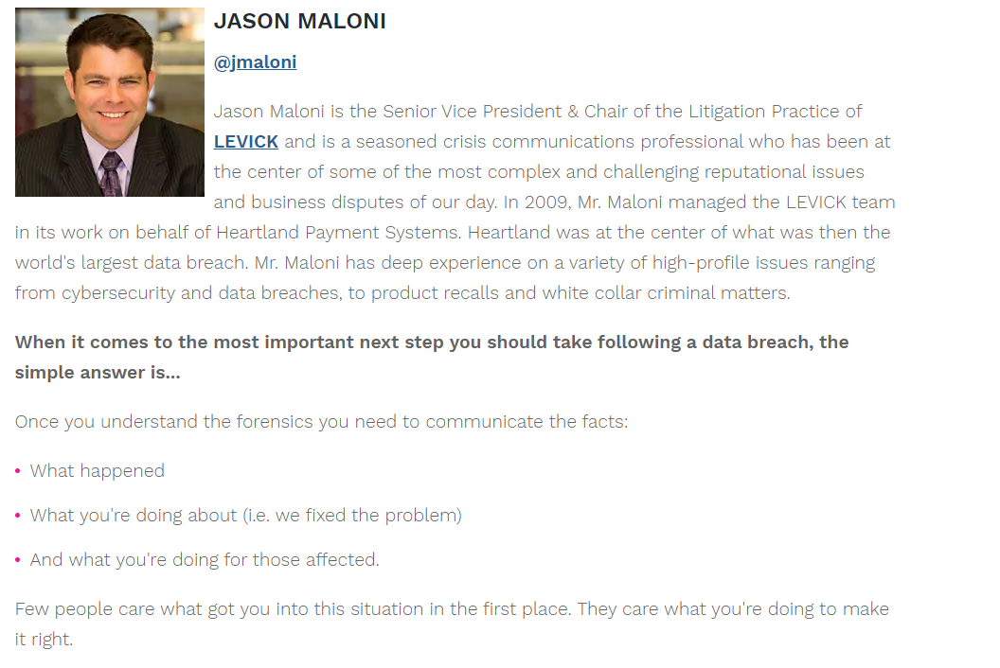 JASON MALONI
@jmaloni
Jason Maloni is the Senior Vice President & Chair of the Litigation Practice of
LEVICK and is a seasoned crisis communications professional who has been at
the center of some of the most complex and challenging reputational issues
and business disputes of our day. In 2009, Mr. Maloni managed the LEVICK team
in its work on behalf of Heartland Payment Systems. Heartland was at the center of what was then the
world's largest data breach. Mr. Maloni has deep experience on a variety of high-profile issues ranging
from cybersecurity and data breaches, to product recalls and white collar criminal matters.
When it comes to the most important next step you should take following a data breach, the
simple answer is...
Once you understand the forensics you need to communicate the facts:
• What happened
• What you're doing about (i.e. we fixed the problem)
• And what you're doing for those affected.
Few people care what got you into this situation in the first place. They care what you're doing to make
it right.